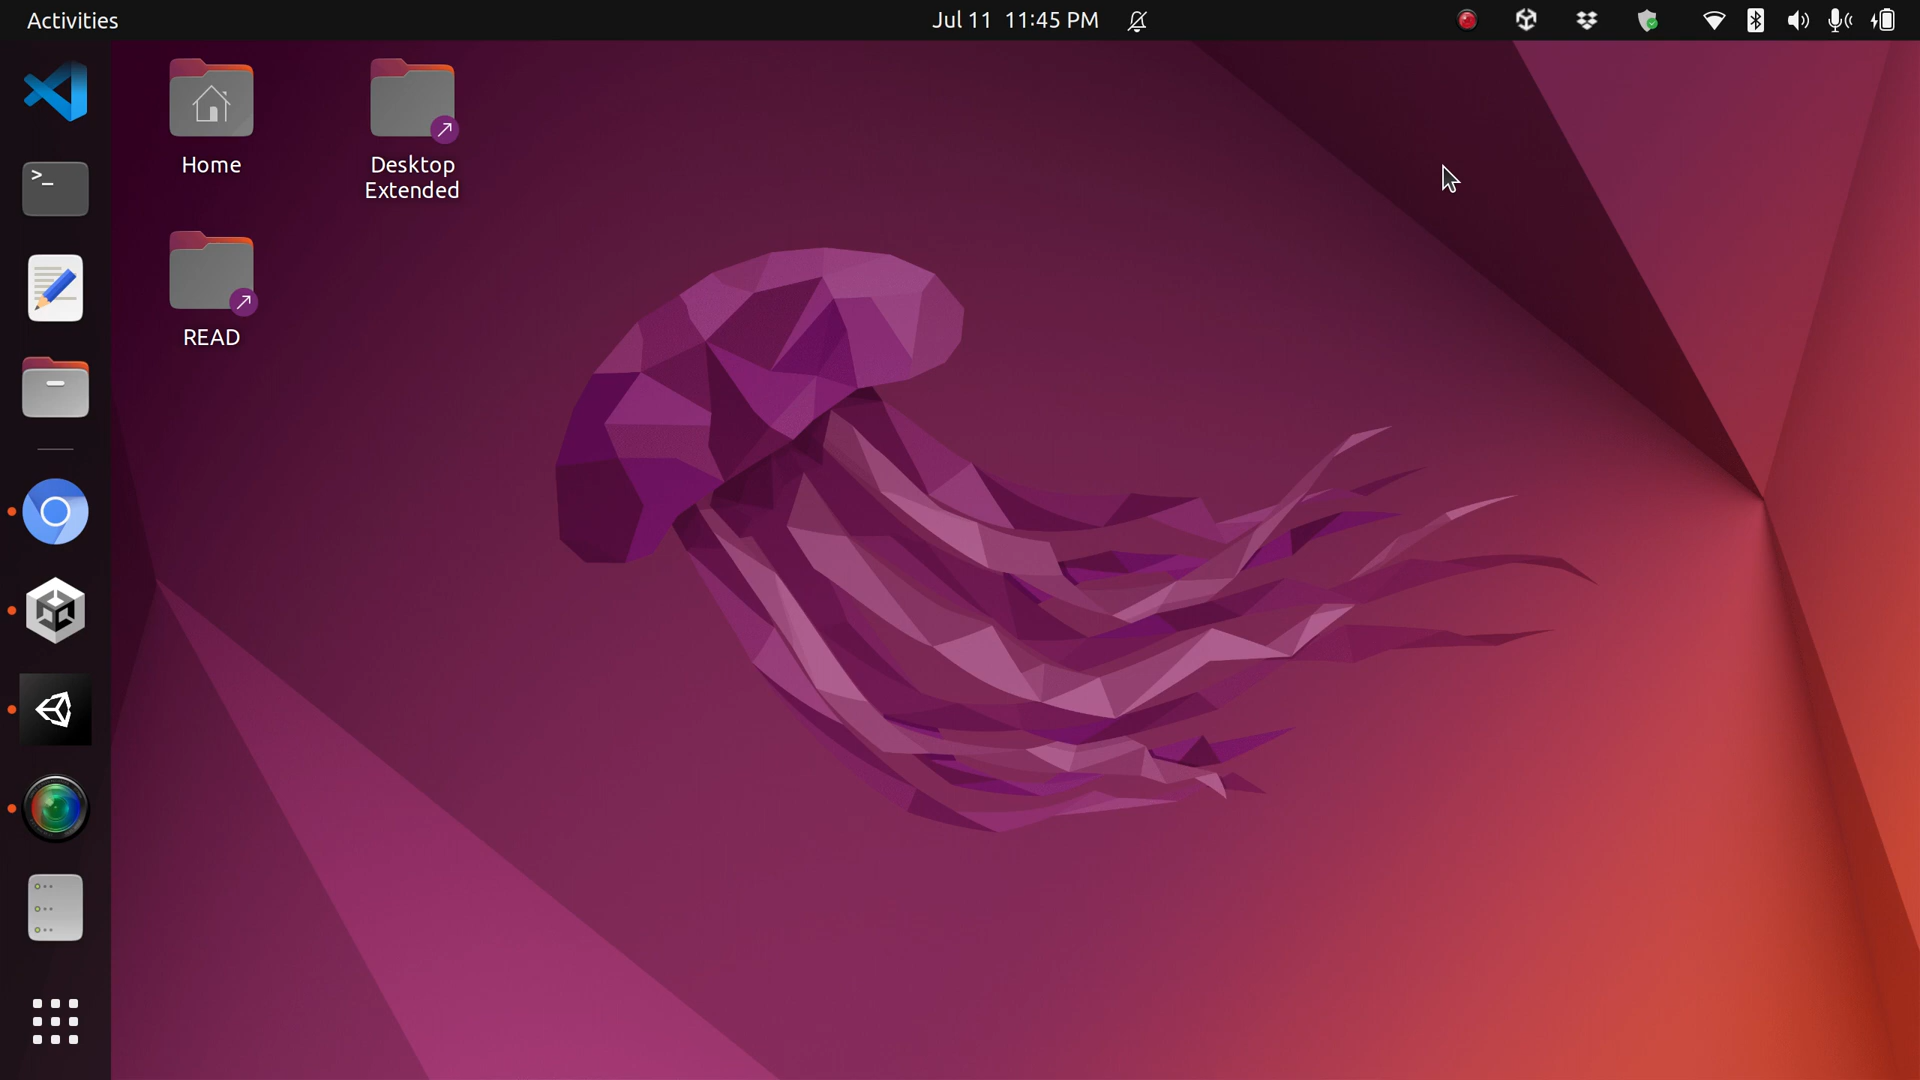 Activities
Jul 11 11:45 PM
Home
Desktop
Extended
READ
>_